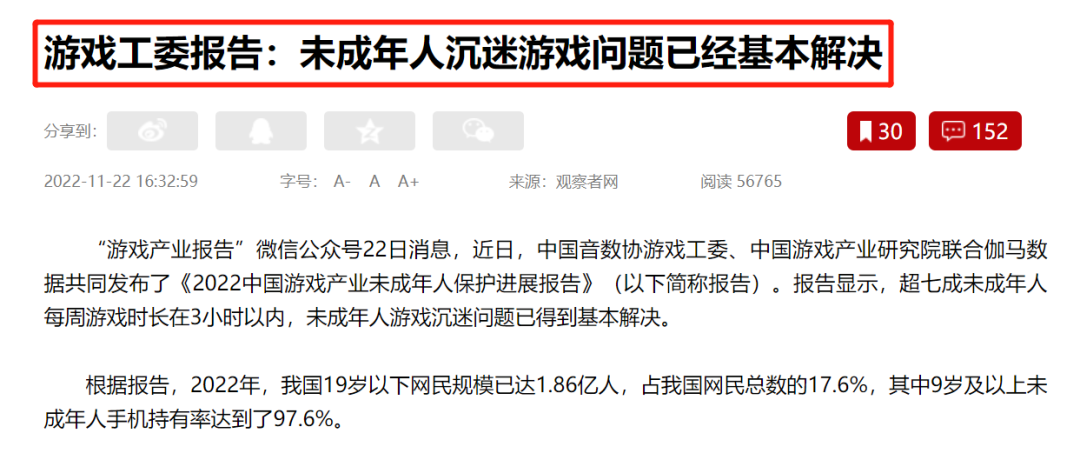 游戏工委报告：未成年人沉迷游戏问题已经基本解决
分享到：
30
152
2022-11-22 16:32:59 字号： A- A A+ 来源：观察者网 阅读 56765
“游戏产业报告”微信公众号22日消息，近日，中国音数协游戏工委、中国游戏产业研究院联合伽马数
据共同发布了《2022中国游戏产业未成年人保护进展报告》（以下简称报告）。报告显示，超七成未成年人
每周游戏时长在3小时以内，未成年人游戏沉迷问题已得到基本解决。
根据报告，2022年，我国19岁以下网民规模已达1.86亿人，占我国网民总数的17.6%，其中9岁及以上未
成年人手机持有率达到了97.6%。